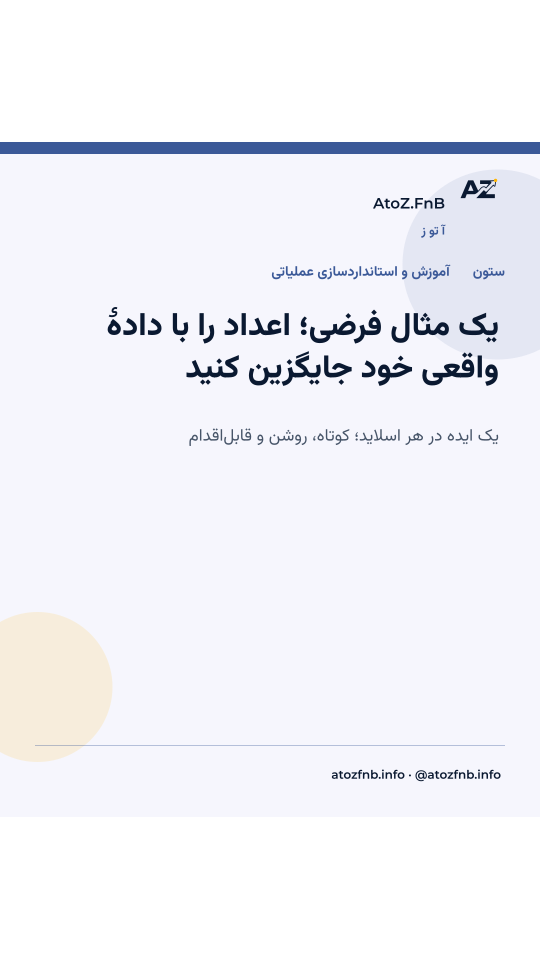 AZ
AtoZ.FnB
آ تو ز
ستون آموزش و استانداردسازی عملیاتی
یک مثال فرضی؛ اعداد را با دادهٔ
واقعی خود جایگزین کنید
یک ایده در هر اسلاید؛ کوتاه، روشن و قابل‌اقدام
atozfnb.info · @atozfnb.info